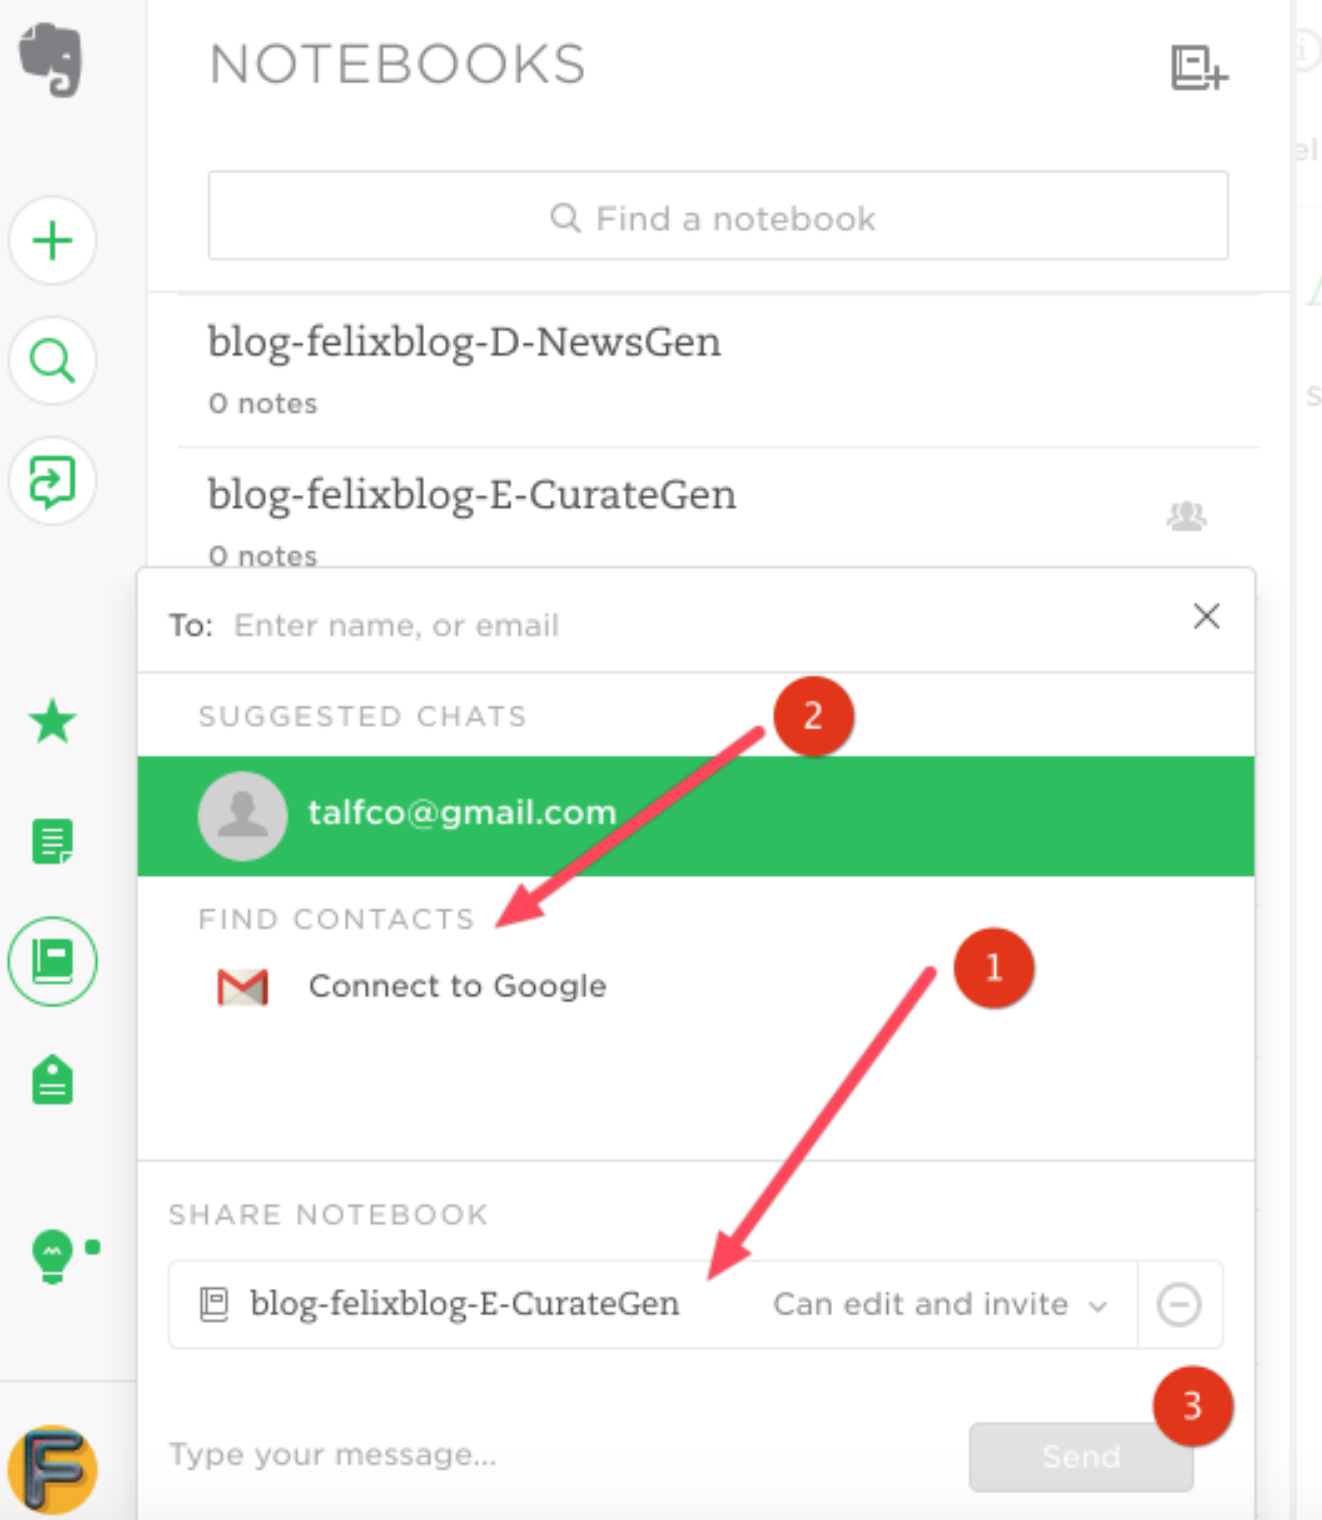 NOTEBOOKS
Find a notebook
blog-felixblog-D-NewsGen
0 notes
blog-felixblog-E-CurateGen
0 notes
To: Enter name, or email
SUGGESTED CHATS
2
talfco@gmail.com
FIND CONTACTS
1
Connect to Google
SHARE NOTEBOOK
blog-felixblog-E-CurateGen Can edit and invite
3
Type your message...
Send
F